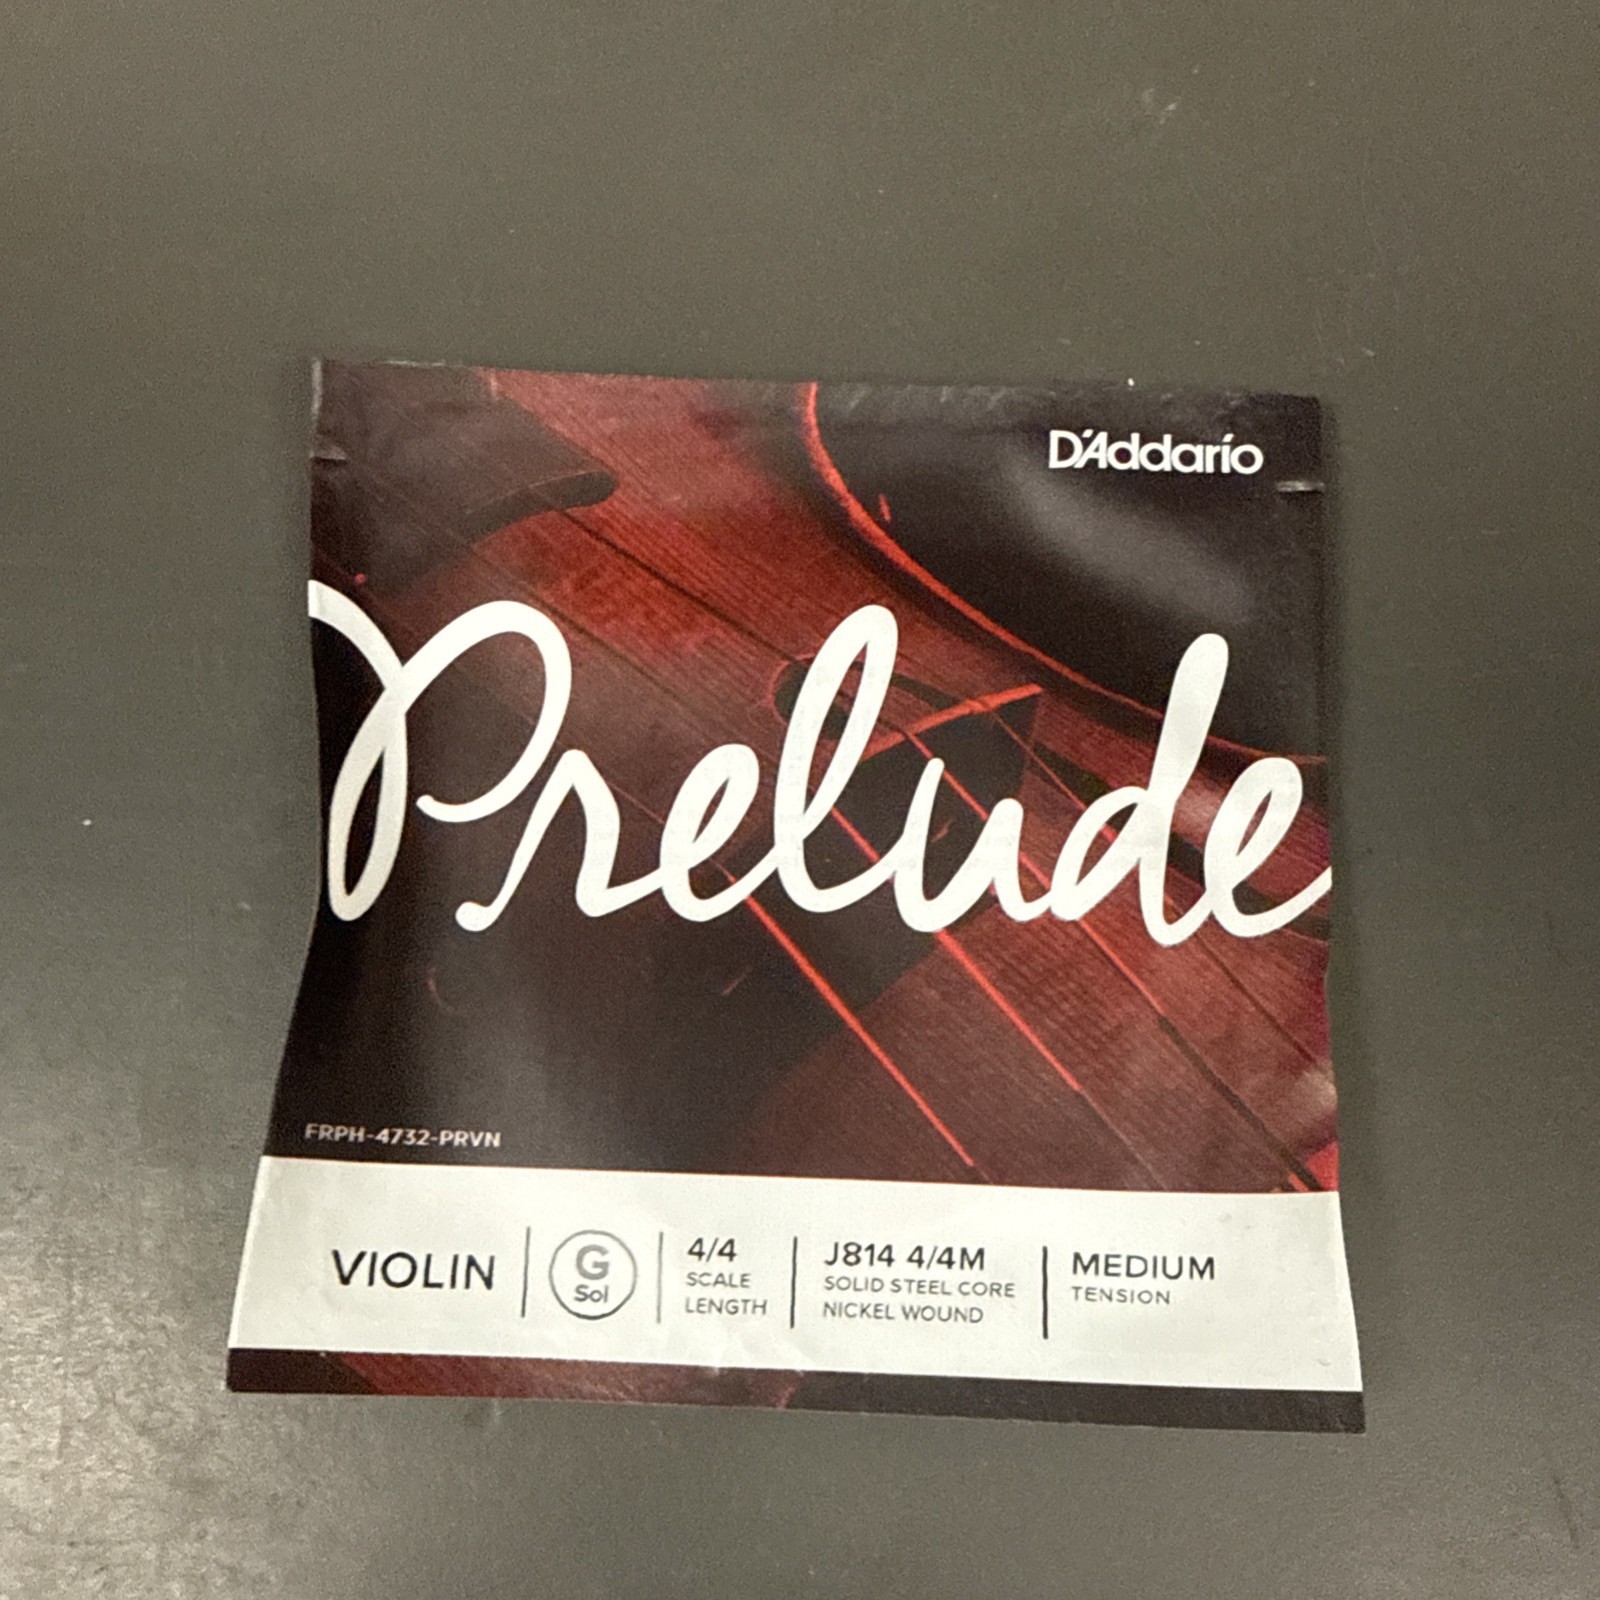 D'Addario
Prelude
FRPH-4732-PRVN
VIOLIN
G
Sol
4/4
SCALE
LENGTH
J814 4/4M
SOLID STEEL CORE
NICKEL WOUND
MEDIUM
TENSION